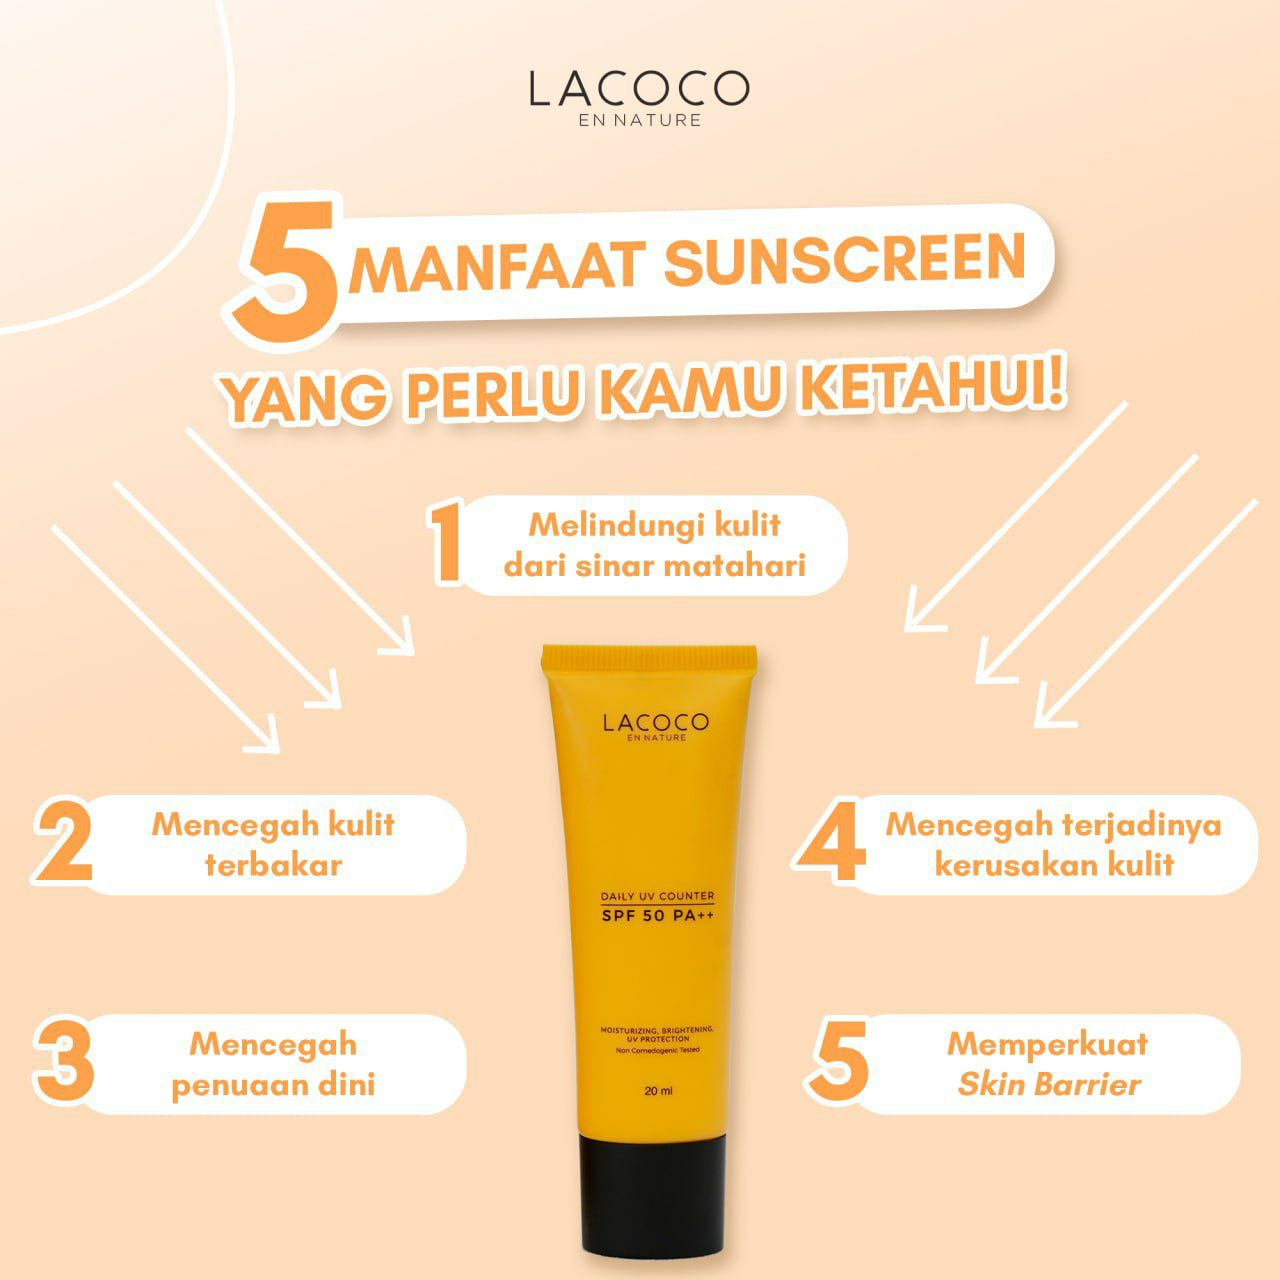 LACOCO
EN NATURE
5 MANFAAT SUNSCREEN
YANG PERLU KAMU KETAHUI!
1
Melindungi kulit
dari sinar matahari
2
Mencegah kulit
terbakar
3
Mencegah
penuaan dini
4
Mencegah terjadinya
kerusakan kulit
5
Memperkuat
Skin Barrier
LACOCO
EN NATURE
DAILY UV COUNTER
SPF 50 PA++
MOISTURIZING, BRIGHTENING,
UV PROTECTION
Non Comedogenic Tested
20 ml